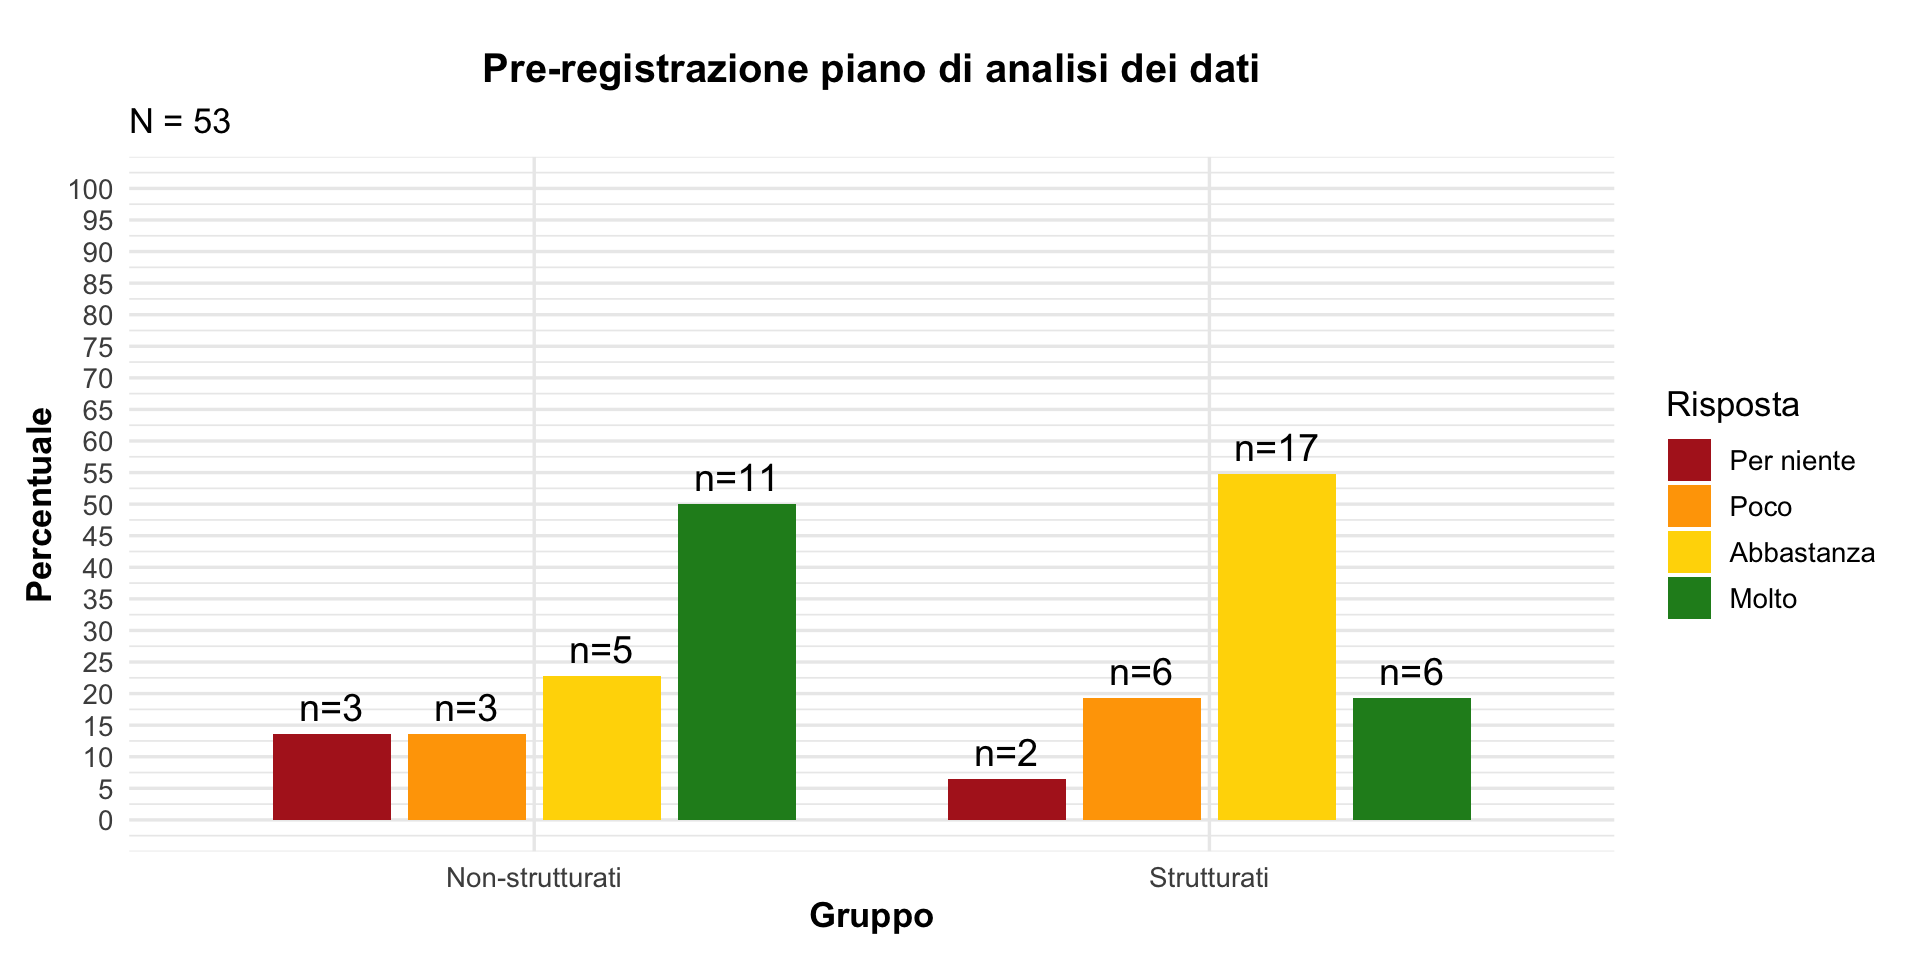 Pre-registrazione piano di analisi dei dati
N = 53
Percentuale
100
95
90
85
80
75
70
65
60
55
50
45
40
35
30
25
20
15
10
5
0
n=3
n=3
n=5
n=11
n=2
n=6
n=17
n=6
Non-strutturati
Strutturati
Gruppo
Risposta
Per niente
Poco
Abbastanza
Molto